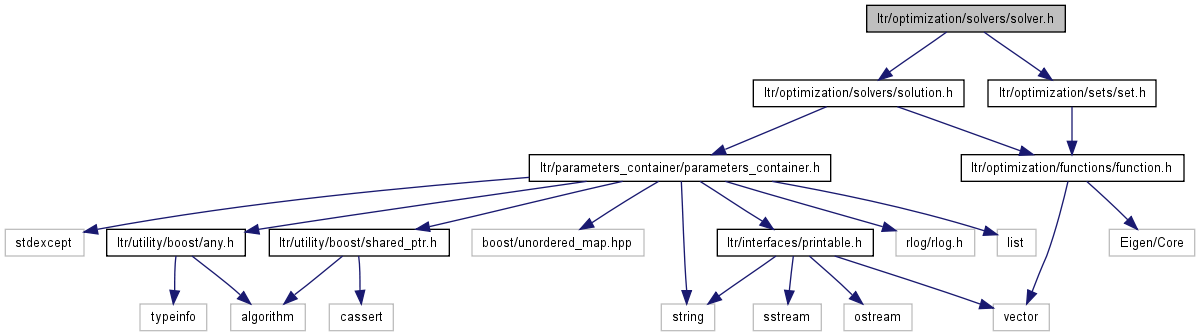 ltr/optimization/solvers/solver.h
ltr/optimization/solvers/solution.h
ltr/optimization/sets/set.h
ltr/parameters_container/parameters_container.h
ltr/optimization/functions/function.h
stdexcept
ltr/utility/boost/any.h
ltr/utility/boost/shared_ptr.h
boost/unordered_map.hpp
ltr/interfaces/printable.h
rlog/rlog.h
list
Eigen/Core
typeinfo
algorithm
cassert
string
sstream
ostream
vector